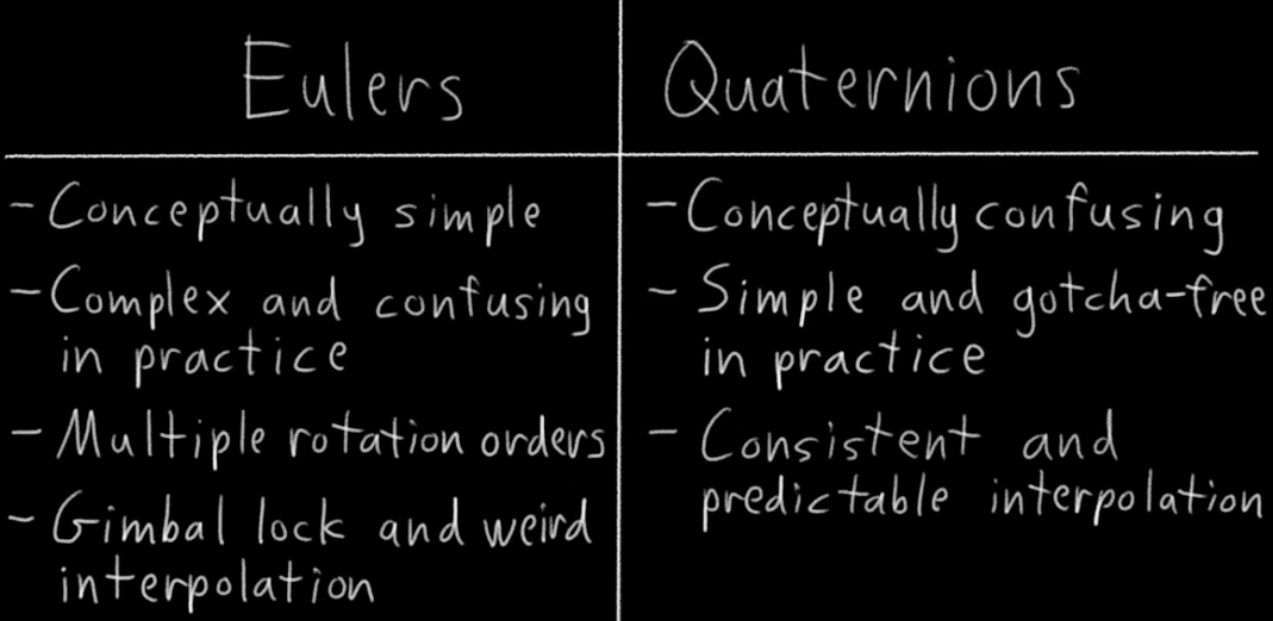 Eulers
- Conceptually simple
- Complex and confusing
in practice
- Multiple rotation orders
- Gimbal lock and weird
interpolation
Quaternions
- Conceptually confusing
- Simple and gotcha-free
in practice
- Consistent and
predictable interpolation